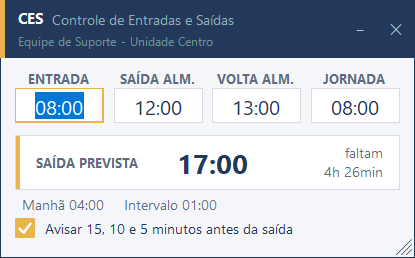 CES Controle de Entradas e Saídas
Equipe de Suporte - Unidade Centro
ENTRADA SAÍDA ALM. VOLTA ALM. JORNADA
08:00 12:00 13:00 08:00
SAÍDA PREVISTA 17:00 faltam
4h 26min
Manhã 04:00 Intervalo 01:00
Avisar 15, 10 e 5 minutos antes da saída